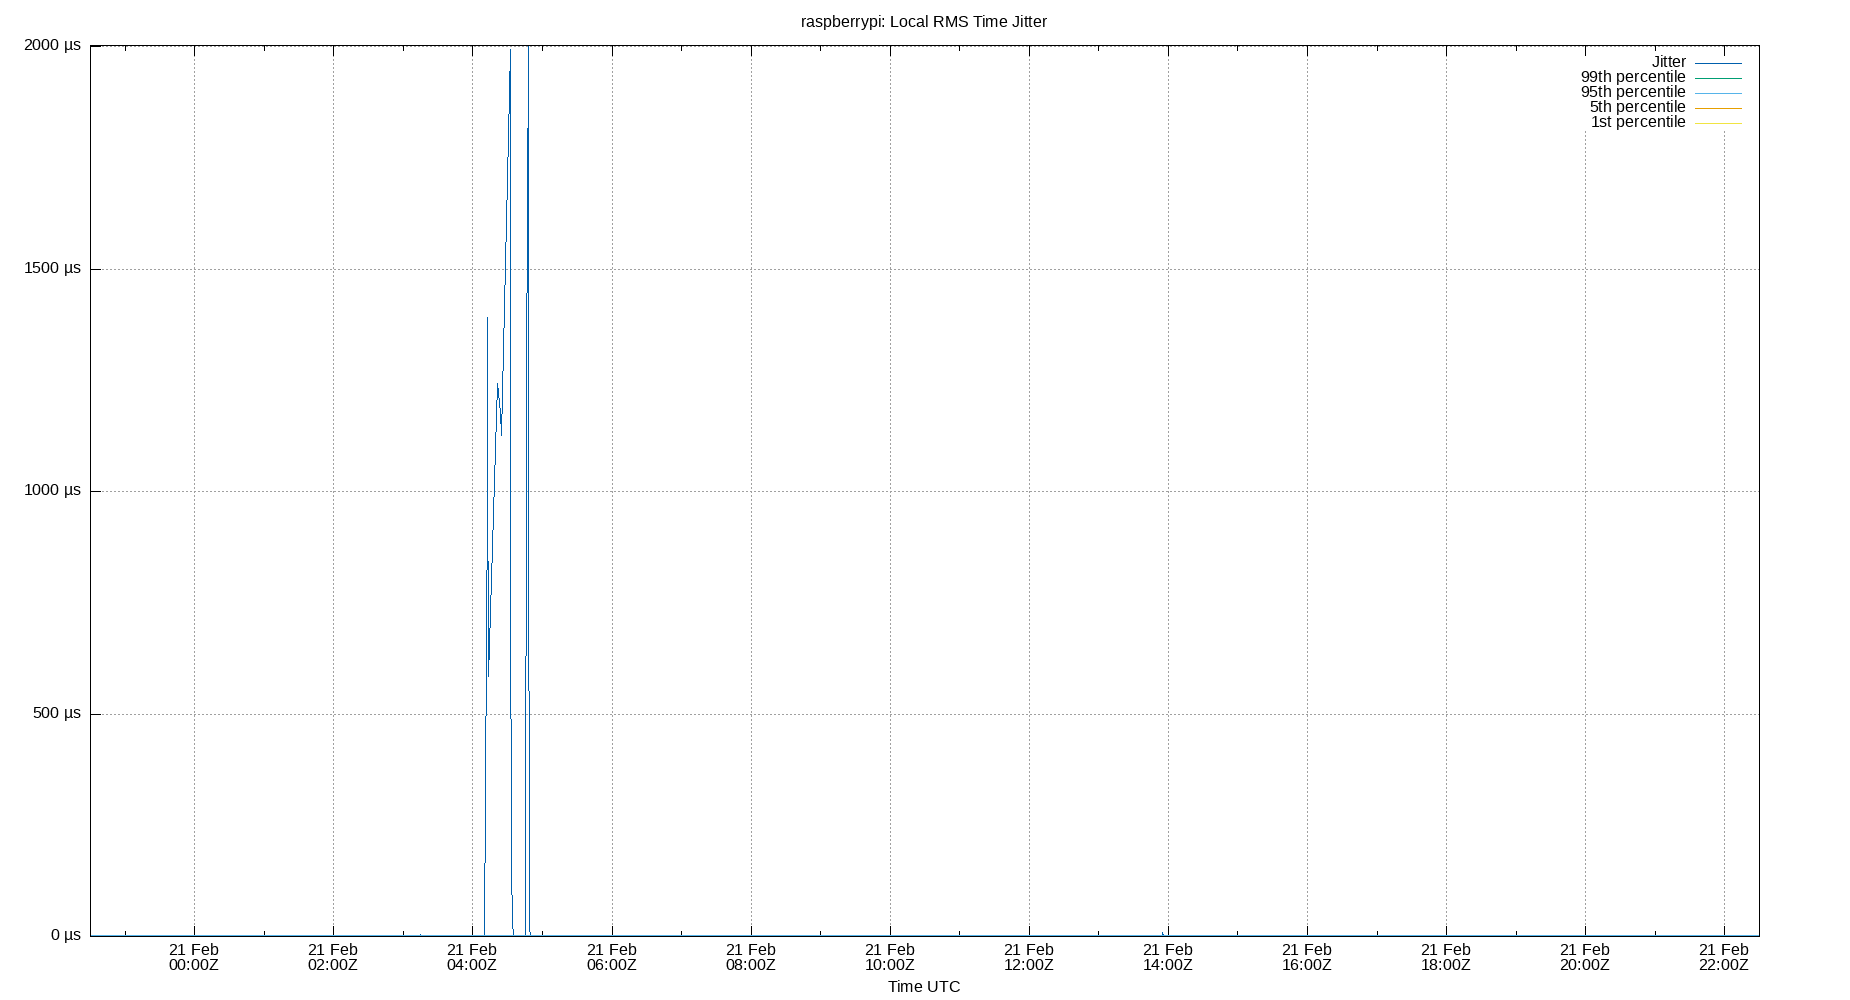 raspberrypi: Local RMS Time Jitter
2000 µs
1500 µs
1000 µs
500 µs
0 µs
Jitter
99th percentile
95th percentile
5th percentile
1st percentile
21 Feb 21 Feb 21 Feb 21 Feb 21 Feb 21 Feb 21 Feb 21 Feb 21 Feb 21 Feb 21 Feb 21 Feb
00:00Z 02:00Z 04:00Z 06:00Z 08:00Z 10:00Z 12:00Z 14:00Z 16:00Z 18:00Z 20:00Z 22:00Z
Time UTC